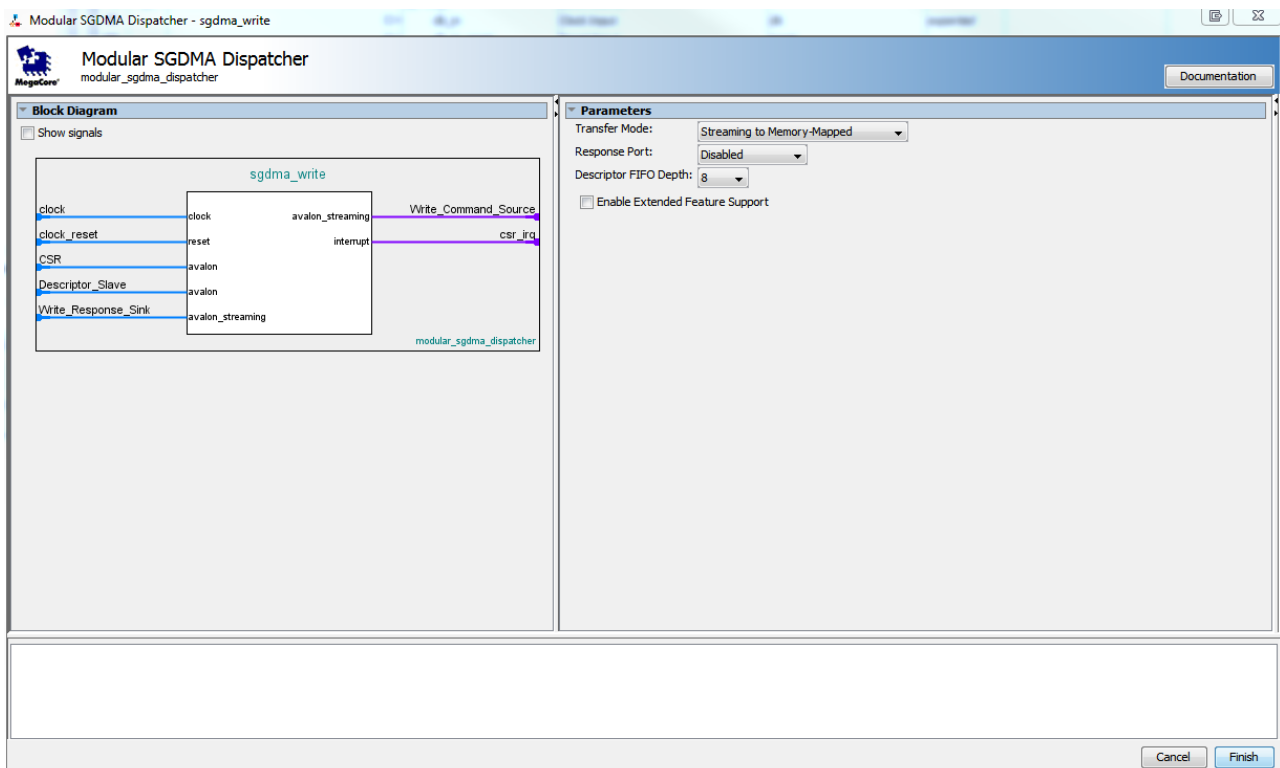 Modular SGDMA Dispatcher - sgdma_write
Modular SGDMA Dispatcher
modular_sgdma_dispatcher
MegaCore®
Documentation
Block Diagram
Show signals
sgdma_write
clock
clock
avalon_streaming
Write_Command_Source
clock_reset
reset
interrupt
csr_irq
CSR
avalon
Descriptor_Slave
avalon
Write_Response_Sink
avalon_streaming
modular_sgdma_dispatcher
Parameters
Transfer Mode: Streaming to Memory-Mapped
Response Port: Disabled
Descriptor FIFO Depth: 8
Enable Extended Feature Support
Cancel
Finish